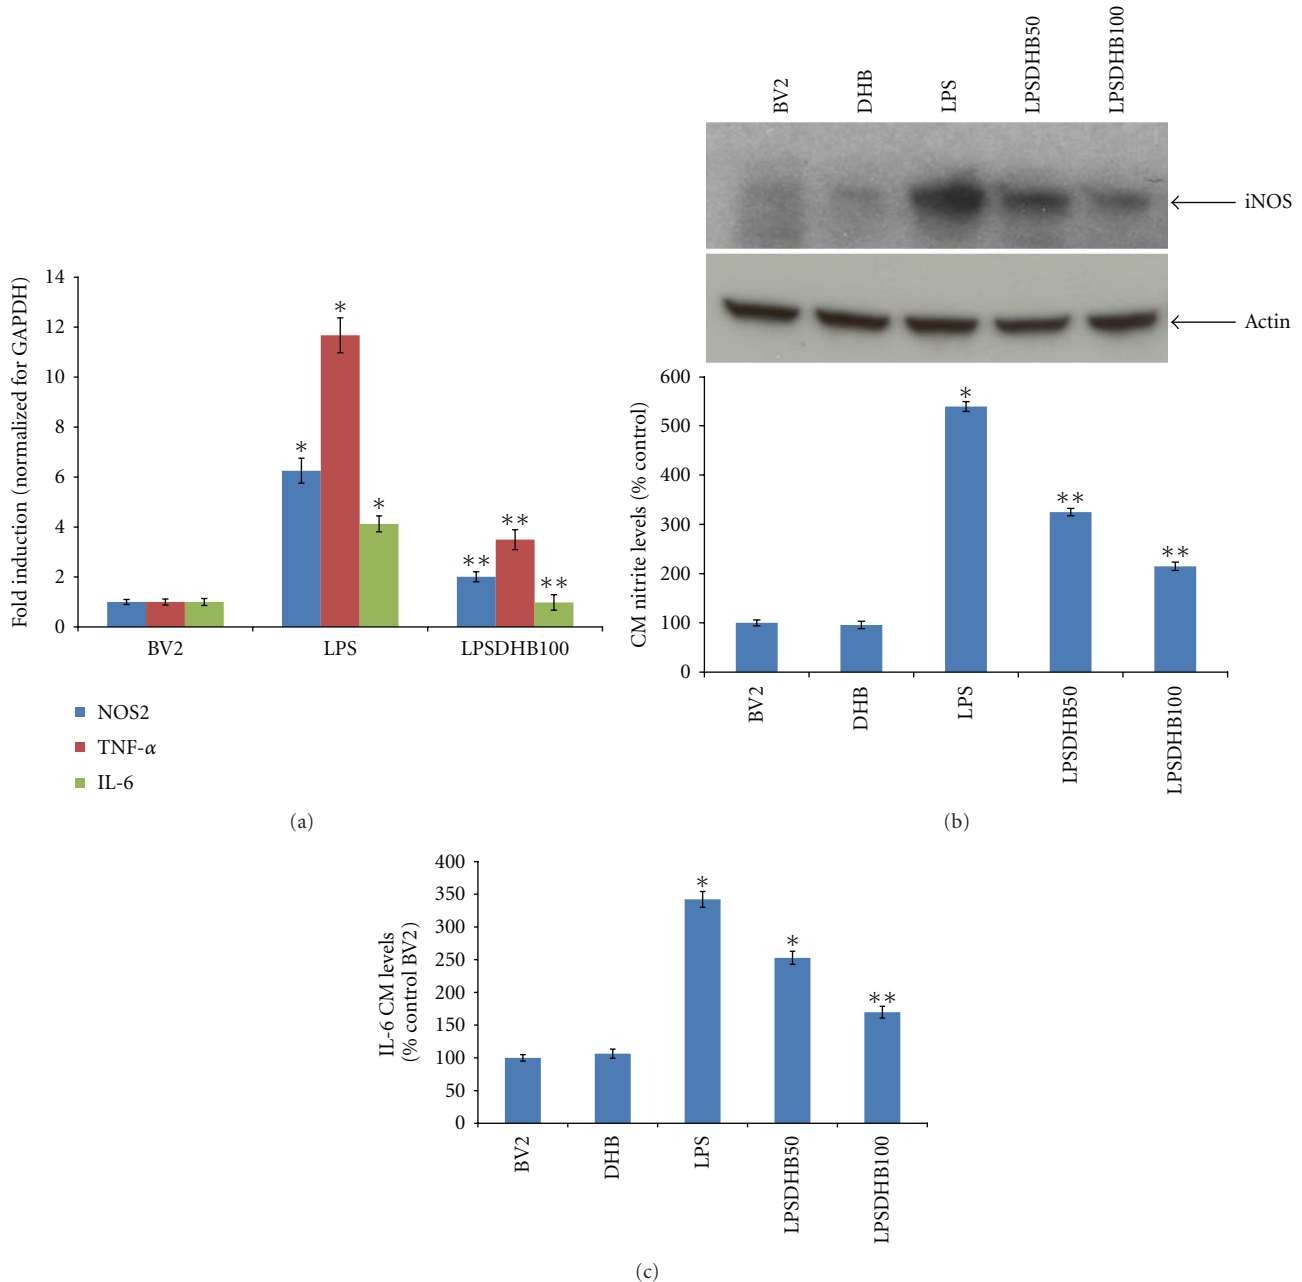 Fold induction (normalized for GAPDH)
14
12
10
8
6
4
2
0
*
*
*
**
**
**
BV2 LPS LPSDHB100
NOS2
TNF-α
IL-6
(a)
BV2 DHB LPS LPSDHB50 LPSDHB100
iNOS
Actin
CM nitrite levels (% control)
600
500
400
300
200
100
0
*
**
**
BV2 DHB LPS LPSDHB50 LPSDHB100
(b)
IL-6 CM levels
(% control BV2)
400
350
300
250
200
150
100
50
0
*
*
**
BV2 DHB LPS LPSDHB50 LPSDHB100
(c)